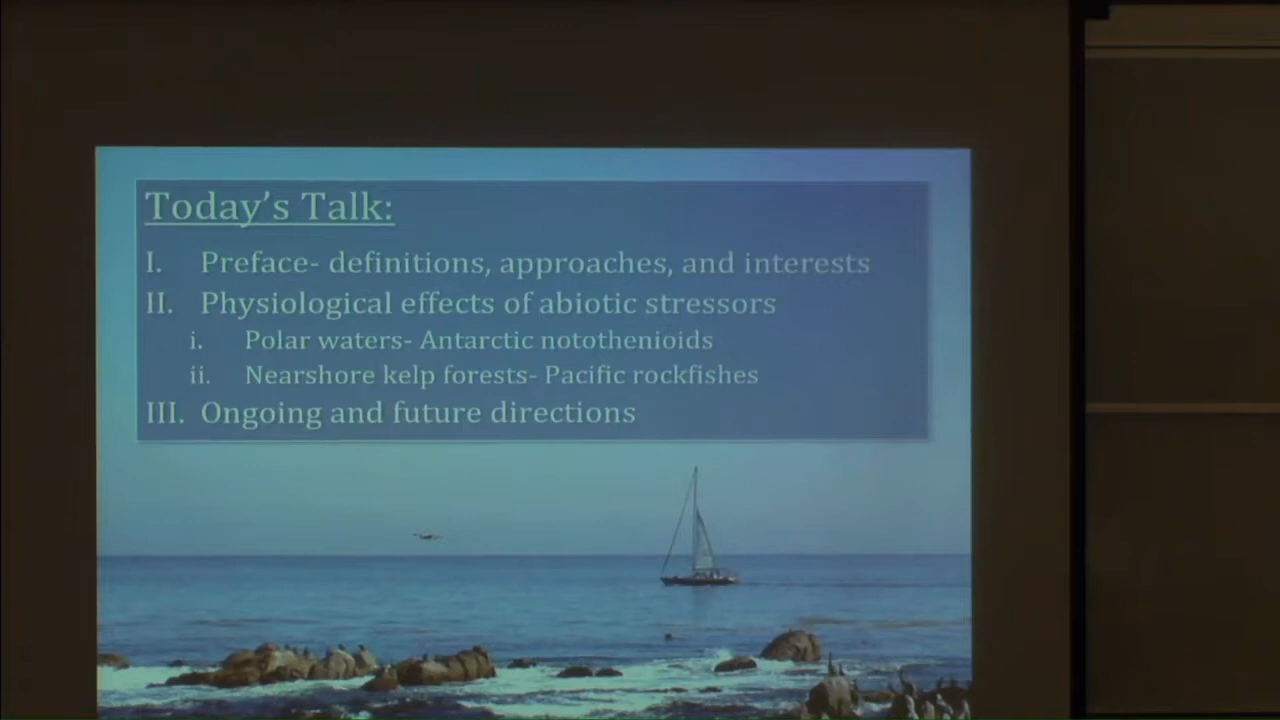 Today's Talk:
I. Preface- definitions, approaches, and interests
II. Physiological effects of abiotic stressors
i. Polar waters- Antarctic notothenioids
ii. Nearshore kelp forests- Pacific rockfishes
III. Ongoing and future directions